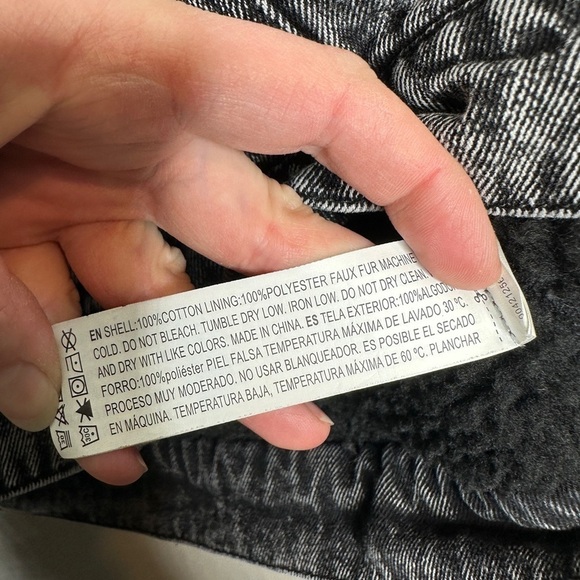 EN SHELL:100%COTTON LINING:100%POLYESTER FAUX FUR MACHINE
COLD. DO NOT BLEACH. TUMBLE DRY LOW. IRON LOW. DO NOT DRY CLEAN
AND DRY WITH LIKE COLORS. MADE IN CHINA. ES TELA EXTERIOR:100%ALGOD
FORRO:100%poliéster PIEL FALSA TEMPERATURA MÁXIMA DE LAVADO 30 ºC.
PROCESO MUY MODERADO. NO USAR BLANQUEADOR. ES POSIBLE EL SECADO
EN MÁQUINA. TEMPERATURA BAJA, TEMPERATURA MÁXIMA DE 60 ºC. PLANCHAR